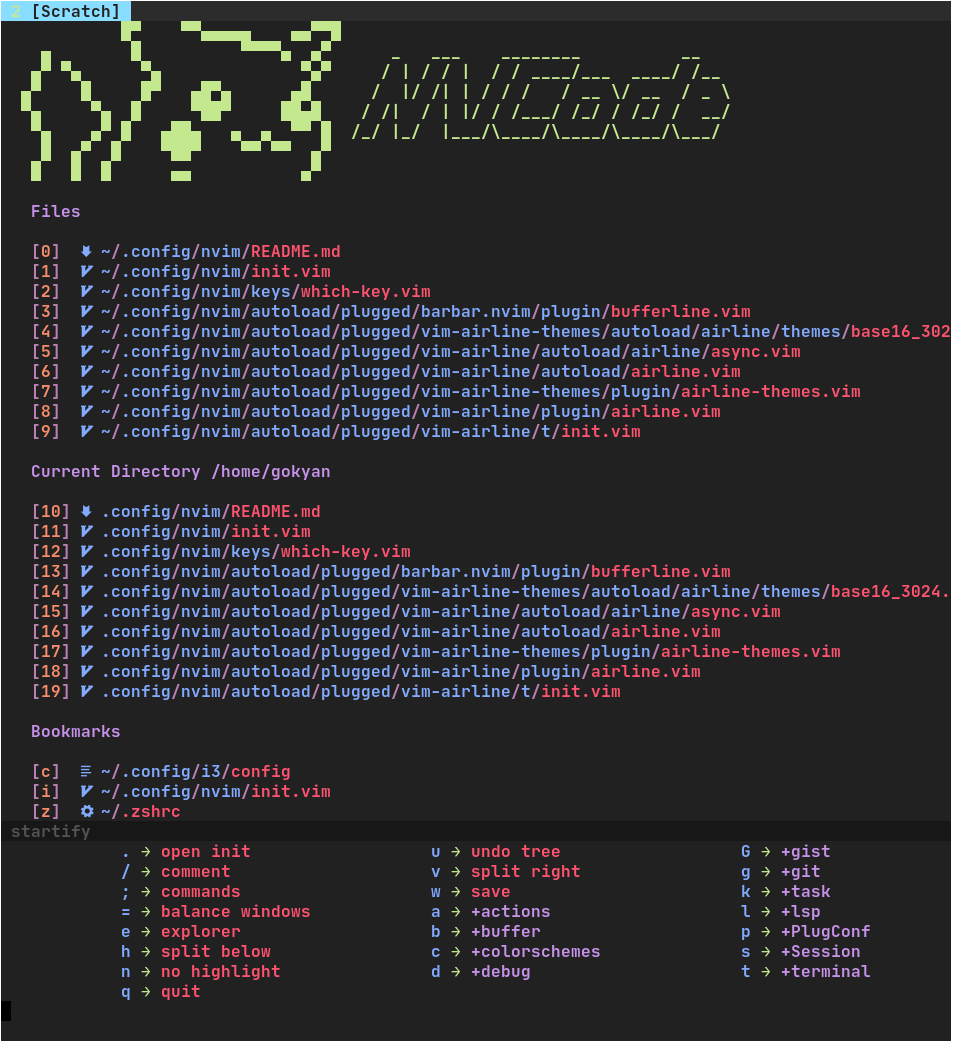 2 [Scratch]
NVCode
Files
[0] ~/.config/nvim/README.md
[1] ~/.config/nvim/init.vim
[2] ~/.config/nvim/keys/which-key.vim
[3] ~/.config/nvim/autoload/plugged/barbar.nvim/plugin/bufferline.vim
[4] ~/.config/nvim/autoload/plugged/vim-airline-themes/autoload/airline/themes/base16_302
[5] ~/.config/nvim/autoload/plugged/vim-airline/autoload/airline/async.vim
[6] ~/.config/nvim/autoload/plugged/vim-airline/autoload/airline.vim
[7] ~/.config/nvim/autoload/plugged/vim-airline-themes/plugin/airline-themes.vim
[8] ~/.config/nvim/autoload/plugged/vim-airline/plugin/airline.vim
[9] ~/.config/nvim/autoload/plugged/vim-airline/t/init.vim
Current Directory /home/gokyan
[10] .config/nvim/README.md
[11] .config/nvim/init.vim
[12] .config/nvim/keys/which-key.vim
[13] .config/nvim/autoload/plugged/barbar.nvim/plugin/bufferline.vim
[14] .config/nvim/autoload/plugged/vim-airline-themes/autoload/airline/themes/base16_3024.
[15] .config/nvim/autoload/plugged/vim-airline/autoload/airline/async.vim
[16] .config/nvim/autoload/plugged/vim-airline/autoload/airline.vim
[17] .config/nvim/autoload/plugged/vim-airline-themes/plugin/airline-themes.vim
[18] .config/nvim/autoload/plugged/vim-airline/plugin/airline.vim
[19] .config/nvim/autoload/plugged/vim-airline/t/init.vim
Bookmarks
[c] ~/.config/i3/config
[i] ~/.config/nvim/init.vim
[z] ~/.zshrc
startify
. → open init u → undo tree G → +gist
/ → comment v → split right g → +git
; → commands w → save k → +task
= → balance windows a → +actions l → +lsp
e → explorer b → +buffer p → +PlugConf
h → split below c → +colorschemes s → +Session
n → no highlight d → +debug t → +terminal
q → quit